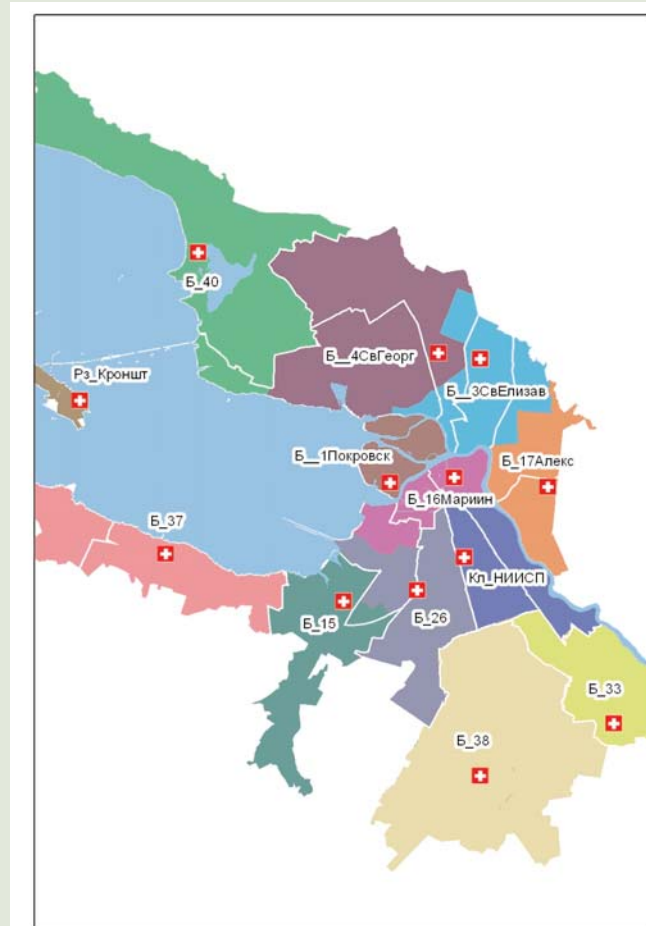 Б_40
Б__4СвГеорг
Рз_Кроншт
Б__3СвЕлизав
Б__1Покровск
Б_17Алекс
Б_16Мариин
Б_37
Кл_НИИСП
Б_15
Б_26
Б_33
Б_38